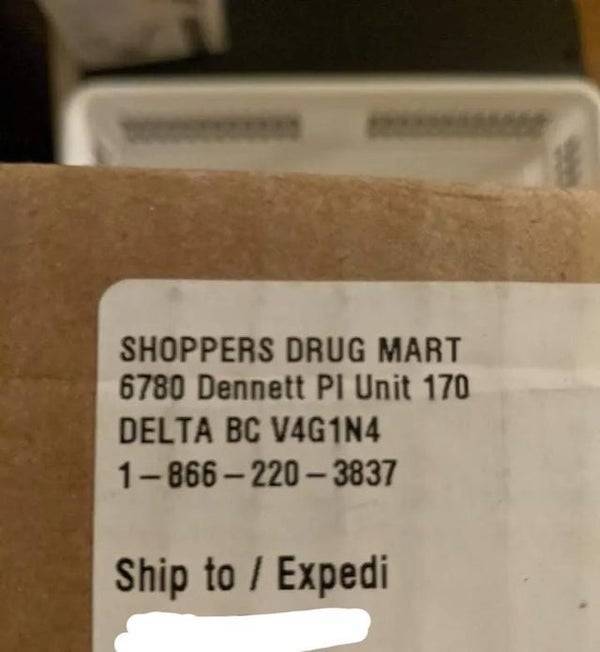 SHOPPERS DRUG MART
6780 Dennett Pl Unit 170
DELTA BC V4G1N4
1-866-220-3837
Ship to / Expedi